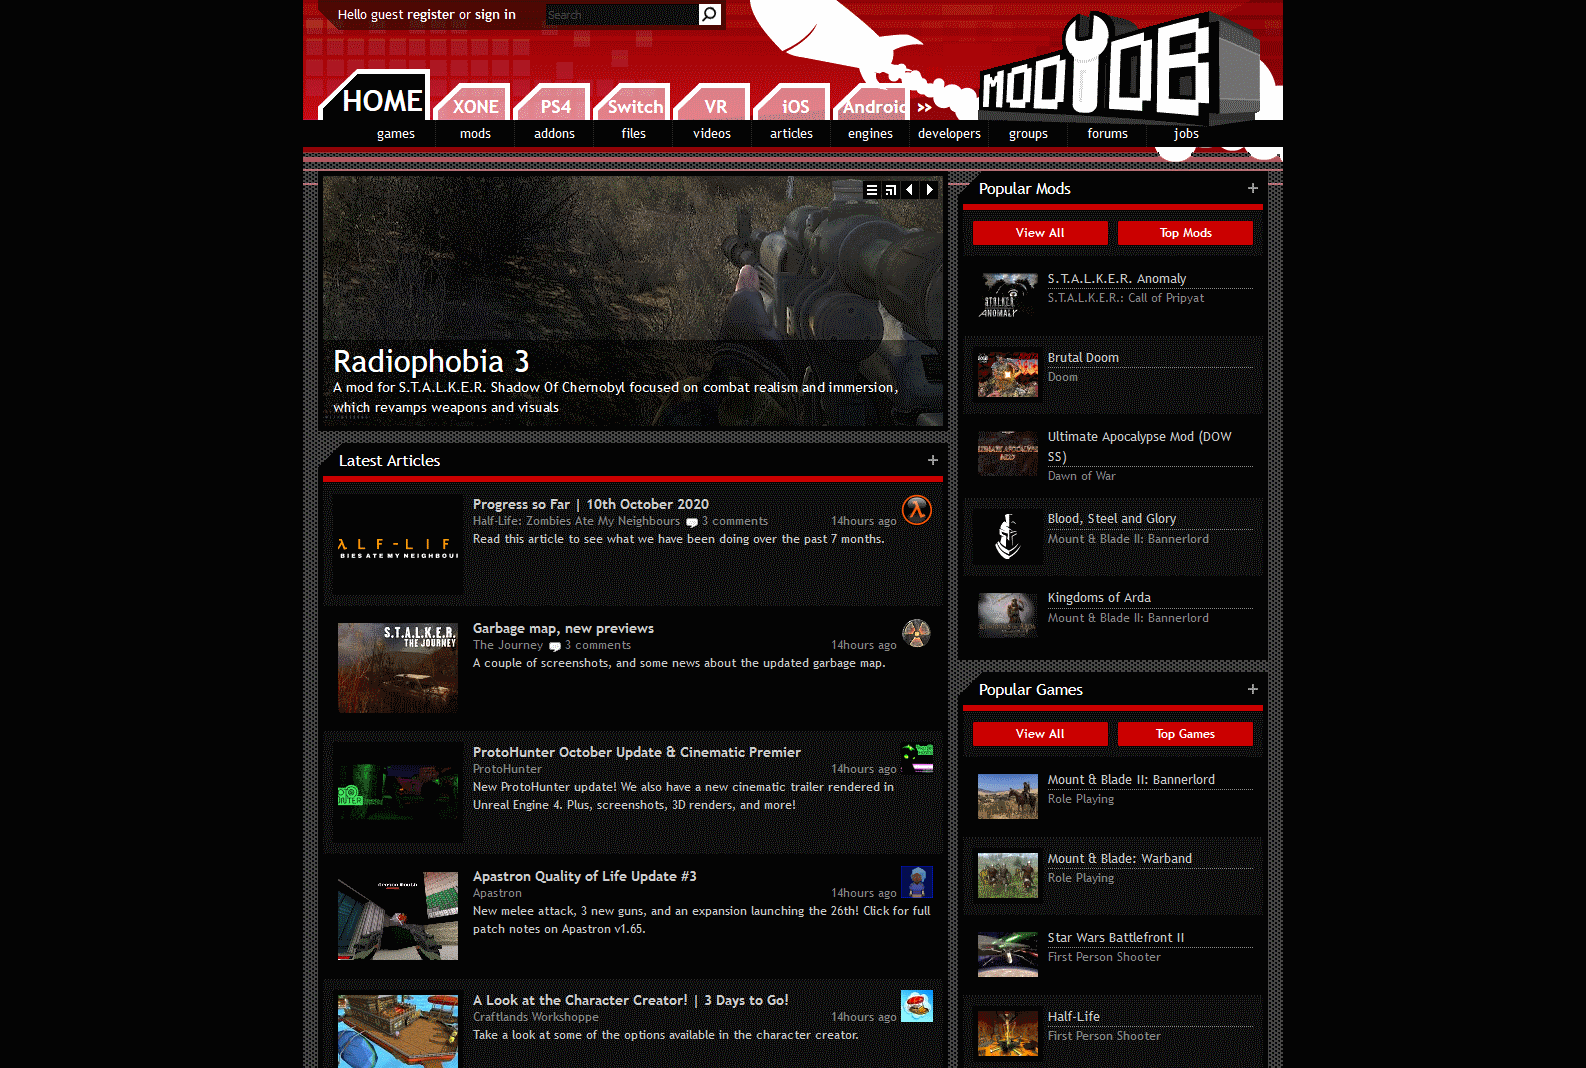 Hello guest register or sign in
Search
MODDB
HOME
XONE
PS4
Switch
VR
iOS
Android
»
games
mods
addons
files
videos
articles
engines
developers
groups
forums
jobs
Radiophobia 3
A mod for S.T.A.L.K.E.R. Shadow Of Chernobyl focused on combat realism and immersion,
which revamps weapons and visuals
Latest Articles
+
Progress so Far | 10th October 2020
Half-Life: Zombies Ate My Neighbours 3 comments 14hours ago
Read this article to see what we have been doing over the past 7 months.
λ L F - L I F
BIES ATE MY NEIGHBOU
Garbage map, new previews
The Journey 3 comments 14hours ago
A couple of screenshots, and some news about the updated garbage map.
S.T.A.L.K.E.R.
THE JOURNEY
ProtoHunter October Update & Cinematic Premier
ProtoHunter 14hours ago
New ProtoHunter update! We also have a new cinematic trailer rendered in
Unreal Engine 4. Plus, screenshots, 3D renders, and more!
Apastron Quality of Life Update #3
Apastron 14hours ago
New melee attack, 3 new guns, and an expansion launching the 26th! Click for full
patch notes on Apastron v1.65.
A Look at the Character Creator! | 3 Days to Go!
Craftlands Workshoppe 14hours ago
Take a look at some of the options available in the character creator.
Popular Mods
+
View All
Top Mods
S.T.A.L.K.E.R. Anomaly
S.T.A.L.K.E.R.: Call of Pripyat
STALKER
ANOMALY
Brutal Doom
Doom
Ultimate Apocalypse Mod (DOW
SS)
Dawn of War
ULTIMATE APOCALYPSE
MOD
Blood, Steel and Glory
Mount & Blade II: Bannerlord
Kingdoms of Arda
Mount & Blade II: Bannerlord
Popular Games
+
View All
Top Games
Mount & Blade II: Bannerlord
Role Playing
Mount & Blade: Warband
Role Playing
Star Wars Battlefront II
First Person Shooter
Half-Life
First Person Shooter